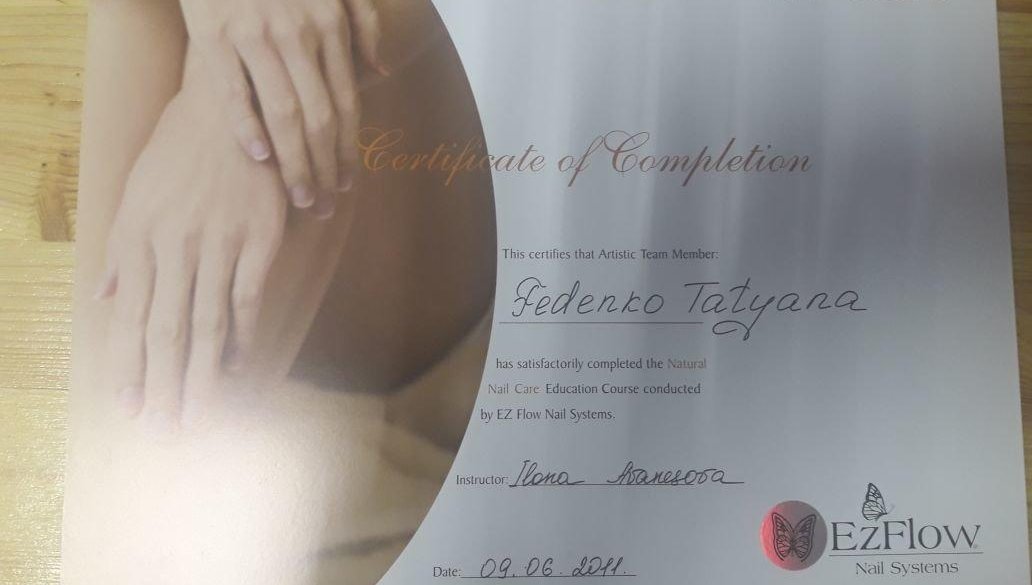 Certificate of Completion
This certifies that Artistic Team Member:
Fedenko Tatyana
has satisfactorily completed the Natural
Nail Care Education Course conducted
by EZ Flow Nail Systems.
Instructor: Ilona Avanesova
EzFlow
Nail Systems
Date: 09.06.2011.